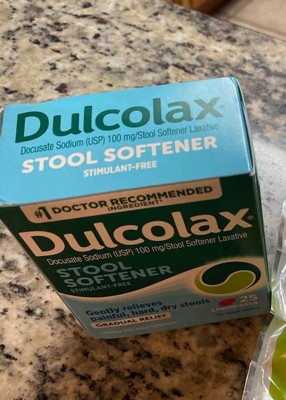 Dulcolax
Docusate Sodium (USP) 100 mg/Stool Softener Laxative
STOOL SOFTENER
STIMULANT-FREE
#1 DOCTOR RECOMMENDED
INGREDIENT*
Dulcolax®
Docusate Sodium (USP) 100 mg/Stool Softener Laxative
STOOL
SOFTENER
STIMULANT-FREE
Gently relieves
painful, hard, dry stools
GRADUAL RELIEF
25
LIQUID GELS